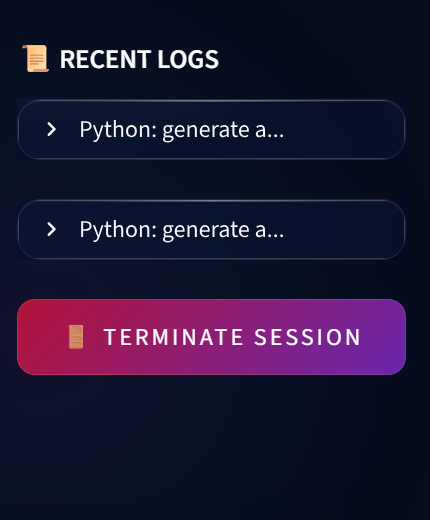 RECENT LOGS
Python: generate a...
Python: generate a...
TERMINATE SESSION